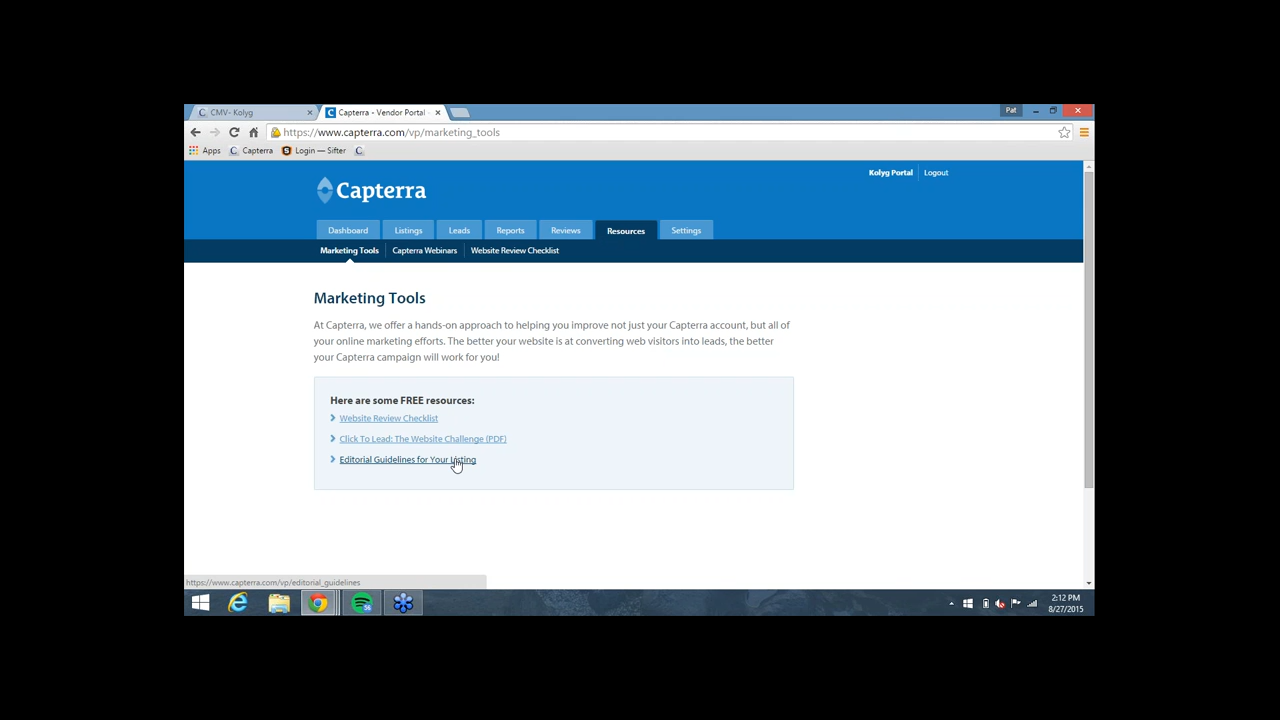 CMV- Kolyg
Capterra - Vendor Portal
Pat
https://www.capterra.com/vp/marketing_tools
Apps
Capterra
Login — Sifter
Kolyg Portal
Logout
Capterra
Dashboard
Listings
Leads
Reports
Reviews
Resources
Settings
Marketing Tools
Capterra Webinars
Website Review Checklist
Marketing Tools
At Capterra, we offer a hands-on approach to helping you improve not just your Capterra account, but all of
your online marketing efforts. The better your website is at converting web visitors into leads, the better
your Capterra campaign will work for you!
Here are some FREE resources:
Website Review Checklist
Click To Lead: The Website Challenge (PDF)
Editorial Guidelines for Your Listing
https://www.capterra.com/vp/editorial_guidelines
2:12 PM
8/27/2015